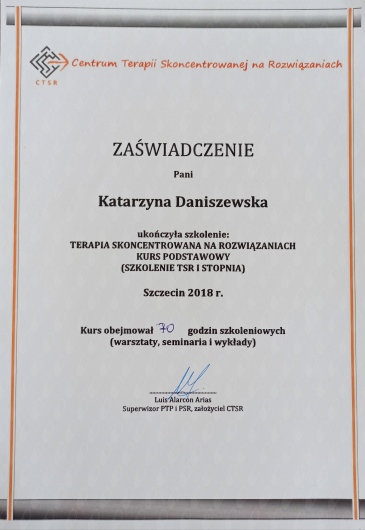 CTSR
Centrum Terapii Skoncentrowanej na Rozwiązaniach
ZAŚWIADCZENIE
Pani
Katarzyna Daniszewska
ukończyła szkolenie:
TERAPIA SKONCENTROWANA NA ROZWIĄZANIACH
KURS PODSTAWOWY
(SZKOLENIE TSR I STOPNIA)
Szczecin 2018 r.
Kurs obejmował 70 godzin szkoleniowych
(warsztaty, seminaria i wykłady)
Luis Alarcón Arias
Superwizor PTP i PSR, założyciel CTSR